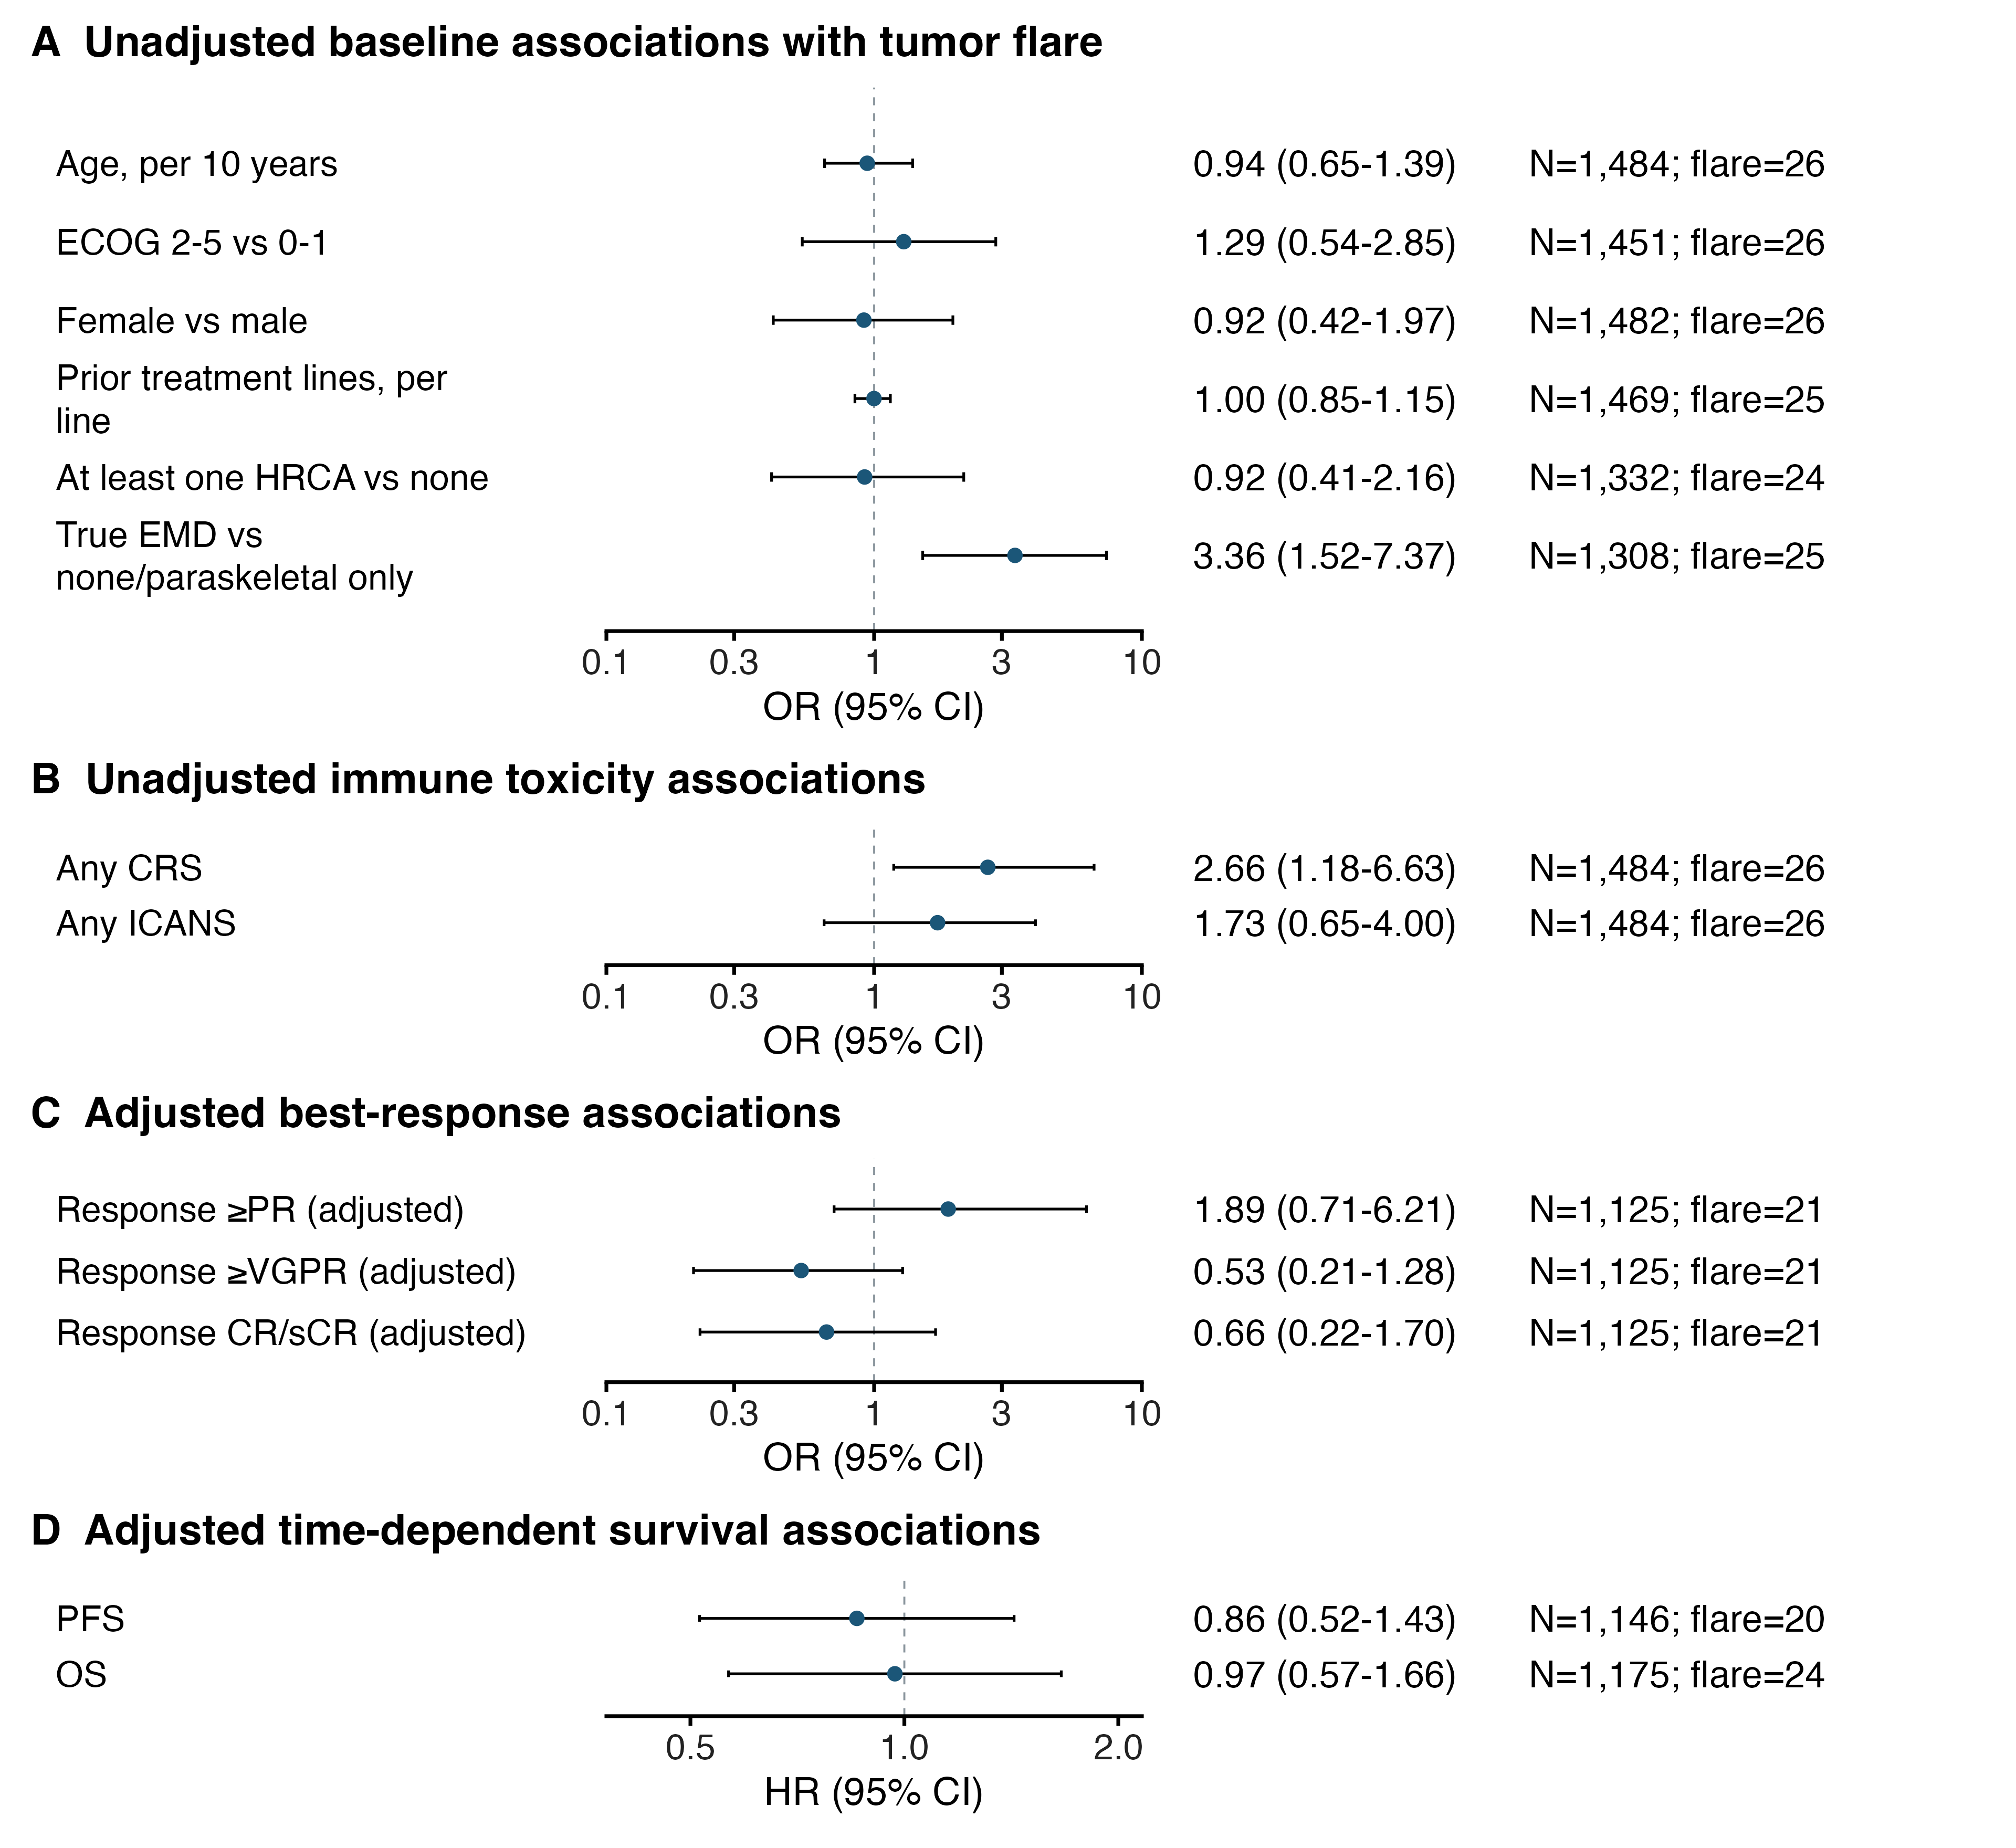 A Unadjusted baseline associations with tumor flare
Age, per 10 years 0.94 (0.65-1.39) N=1,484; flare=26
ECOG 2-5 vs 0-1 1.29 (0.54-2.85) N=1,451; flare=26
Female vs male 0.92 (0.42-1.97) N=1,482; flare=26
Prior treatment lines, per
line 1.00 (0.85-1.15) N=1,469; flare=25
At least one HRCA vs none 0.92 (0.41-2.16) N=1,332; flare=24
True EMD vs
none/paraskeletal only 3.36 (1.52-7.37) N=1,308; flare=25
0.1 0.3 1 3 10
OR (95% CI)
B Unadjusted immune toxicity associations
Any CRS 2.66 (1.18-6.63) N=1,484; flare=26
Any ICANS 1.73 (0.65-4.00) N=1,484; flare=26
0.1 0.3 1 3 10
OR (95% CI)
C Adjusted best-response associations
Response ≥PR (adjusted) 1.89 (0.71-6.21) N=1,125; flare=21
Response ≥VGPR (adjusted) 0.53 (0.21-1.28) N=1,125; flare=21
Response CR/sCR (adjusted) 0.66 (0.22-1.70) N=1,125; flare=21
0.1 0.3 1 3 10
OR (95% CI)
D Adjusted time-dependent survival associations
PFS 0.86 (0.52-1.43) N=1,146; flare=20
OS 0.97 (0.57-1.66) N=1,175; flare=24
0.5 1.0 2.0
HR (95% CI)